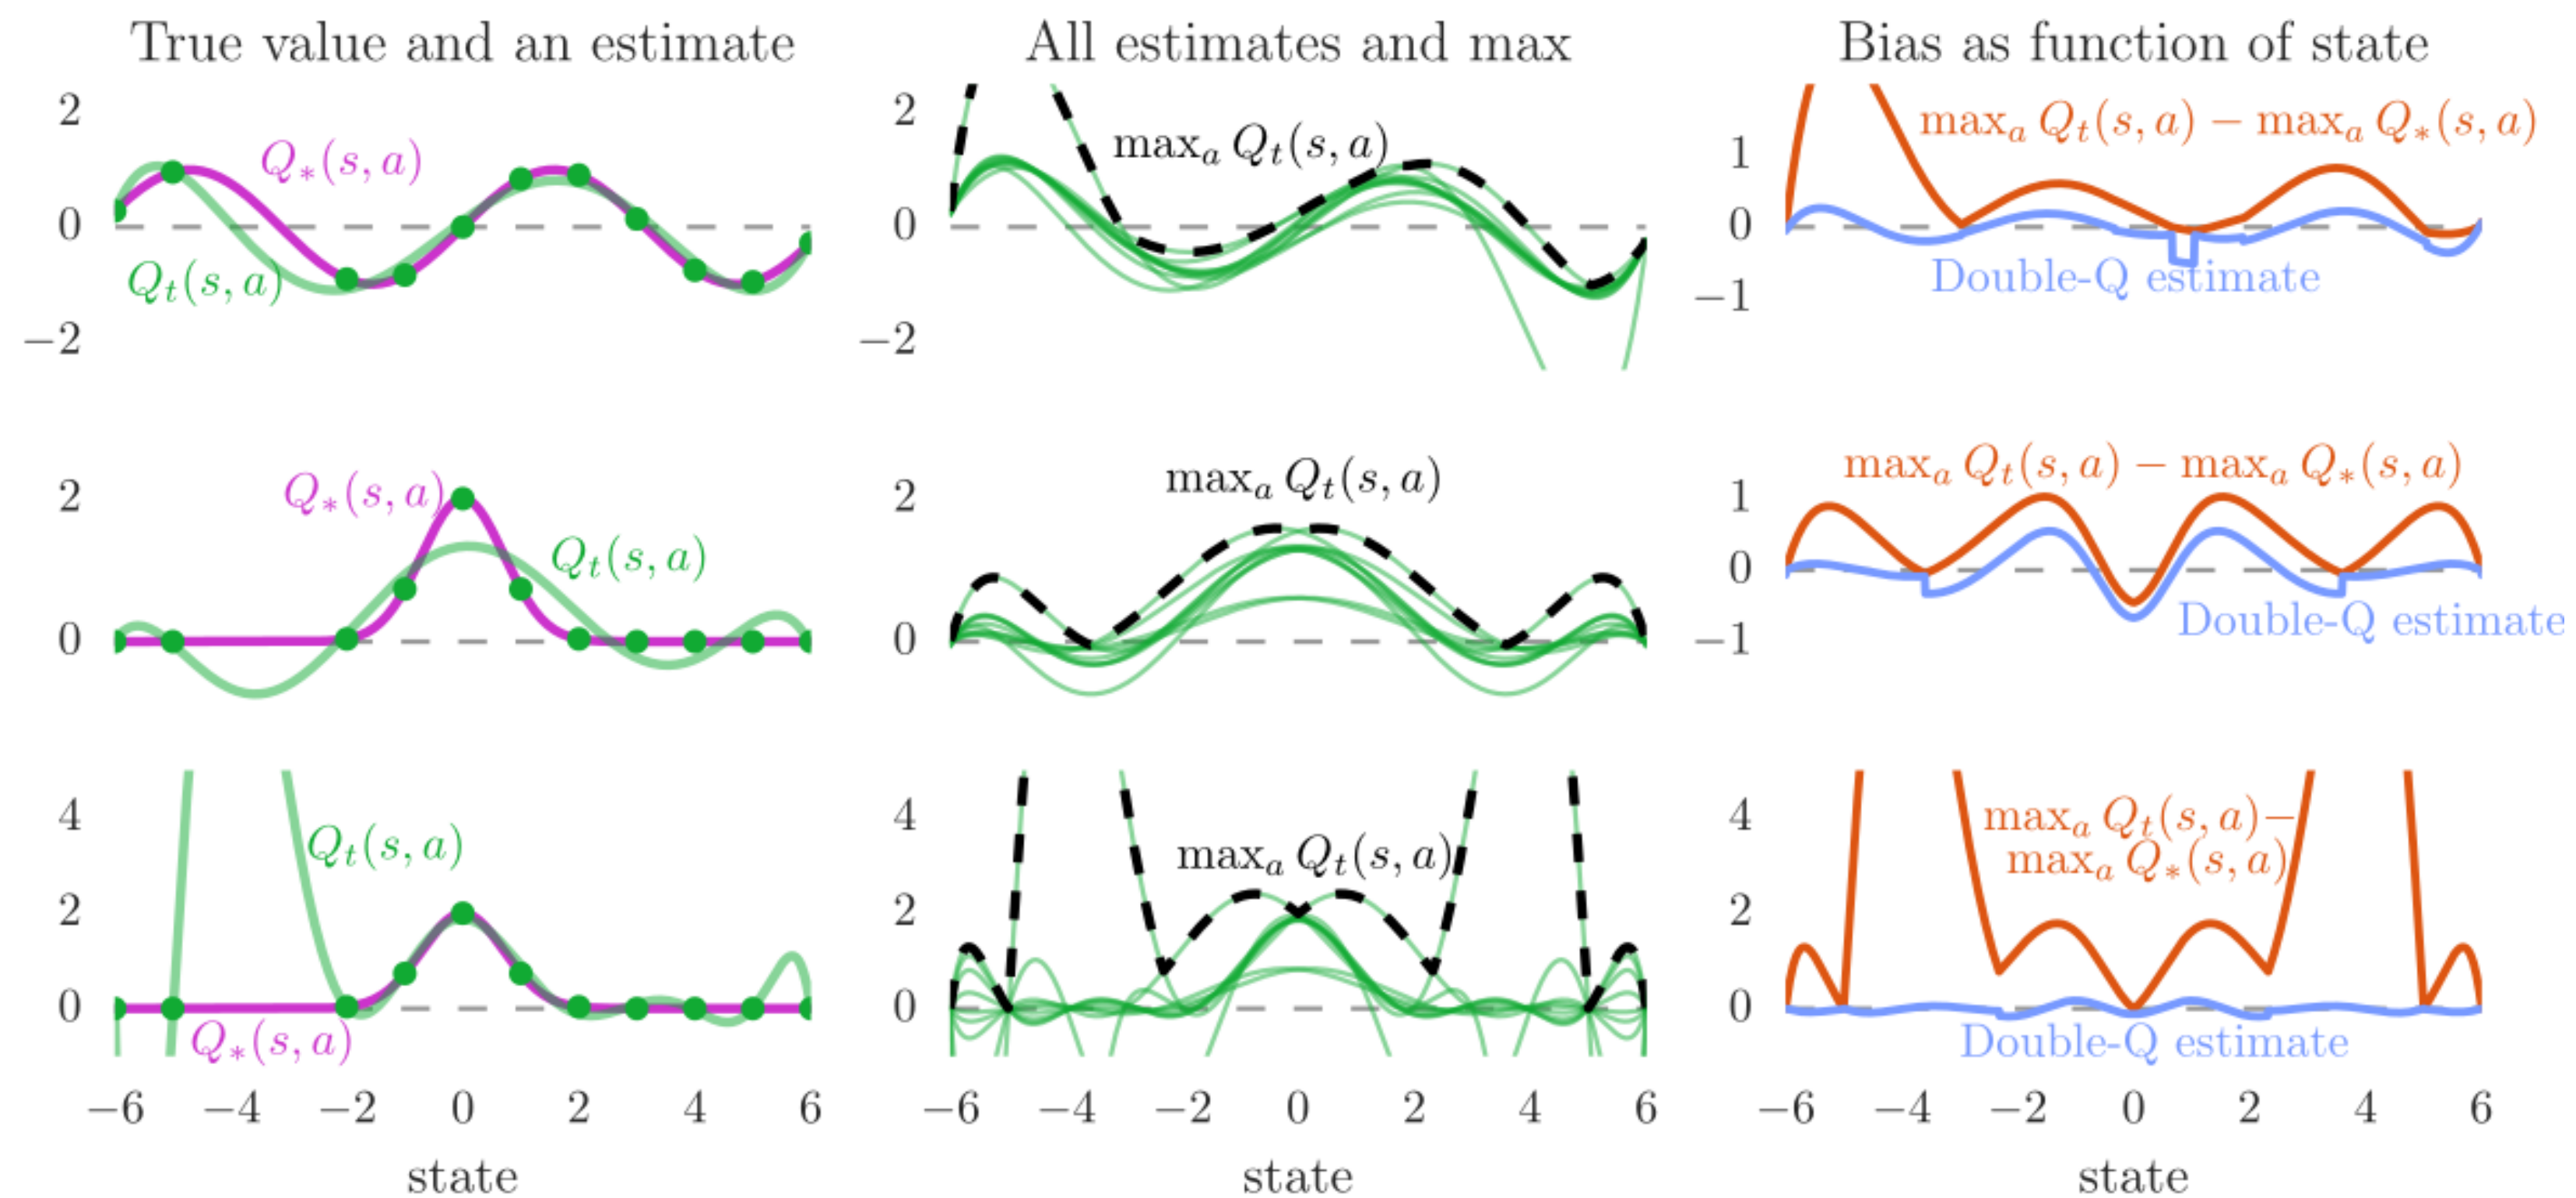 True value and an estimate
All estimates and max
Bias as function of state
2
0
−2
Q∗(s, a)
Qt(s, a)
2
0
−2
maxa Qt(s, a)
1
0
−1
maxa Qt(s, a) − maxa Q∗(s, a)
Double-Q estimate
2
0
Q∗(s, a)
Qt(s, a)
2
0
maxa Qt(s, a)
1
0
−1
maxa Qt(s, a) − maxa Q∗(s, a)
Double-Q estimate
4
2
0
Qt(s, a)
Q∗(s, a)
4
2
0
maxa Qt(s, a)
4
2
0
maxa Qt(s, a)−
maxa Q∗(s, a)
Double-Q estimate
−6 −4 −2 0 2 4 6
−6 −4 −2 0 2 4 6
−6 −4 −2 0 2 4 6
state
state
state